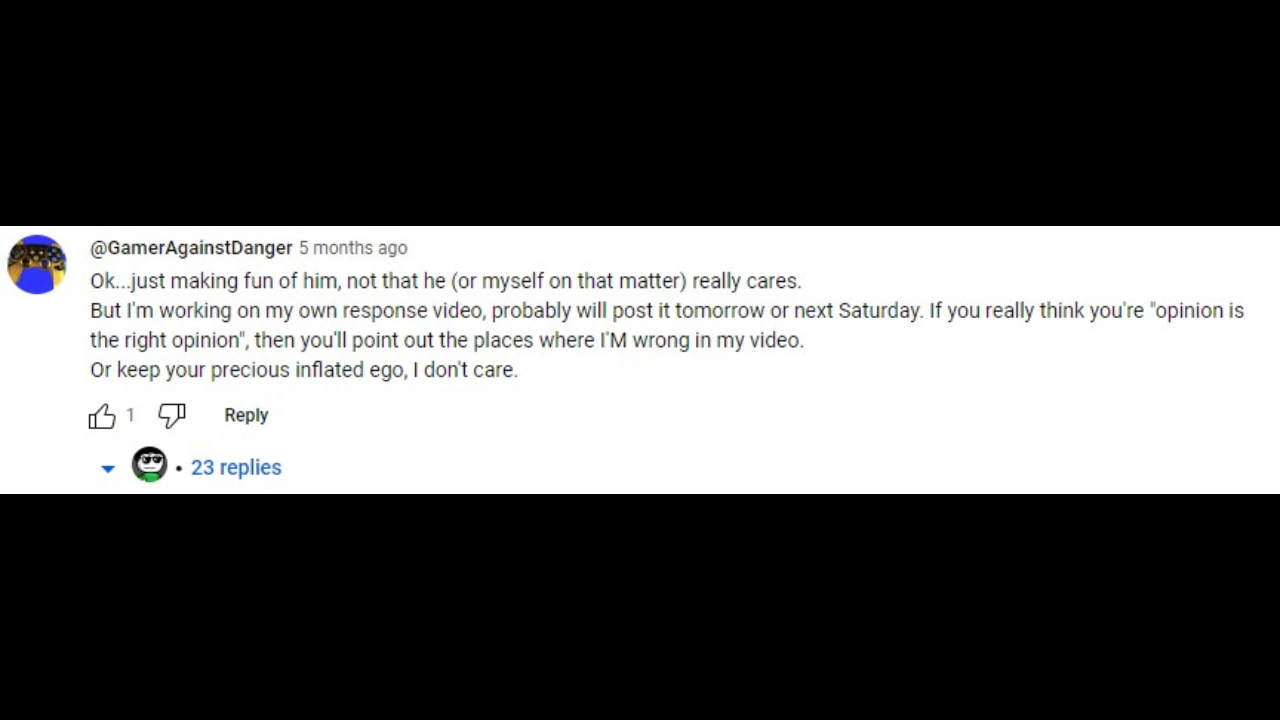 @GamerAgainstDanger 5 months ago
Ok...just making fun of him, not that he (or myself on that matter) really cares.
But I'm working on my own response video, probably will post it tomorrow or next Saturday. If you really think you're "opinion is
the right opinion", then you'll point out the places where I'M wrong in my video.
Or keep your precious inflated ego, I don't care.
1 Reply
• 23 replies